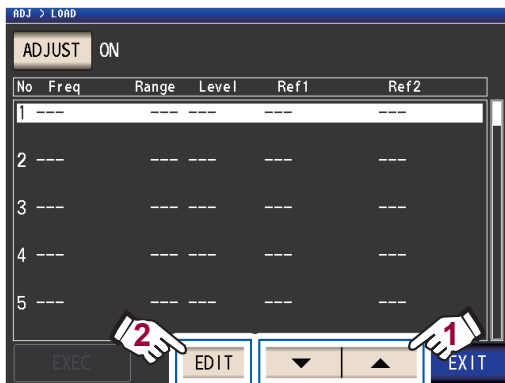 ADJ > LOAD
ADJUST ON
No Freq Range Level Ref1 Ref2
1 --- --- --- --- ---
2 --- --- --- --- ---
3 --- --- --- --- ---
4 --- --- --- --- ---
5 --- --- --- --- ---
2 1
EXEC EDIT ▼ ▲ EXIT